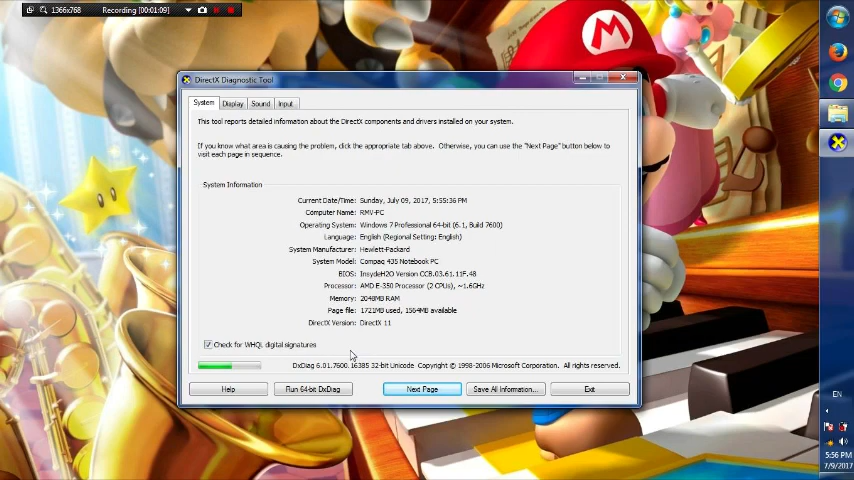 1366x768 Recording [00:01:09]
DirectX Diagnostic Tool
System Display Sound Input
This tool reports detailed information about the DirectX components and drivers installed on your system.
If you know what area is causing the problem, click the appropriate tab above. Otherwise, you can use the "Next Page" button below to
visit each page in sequence.
System Information
Current Date/Time: Sunday, July 09, 2017, 5:55:36 PM
Computer Name: RMV-PC
Operating System: Windows 7 Professional 64-bit (6.1, Build 7600)
Language: English (Regional Setting: English)
System Manufacturer: Hewlett-Packard
System Model: Compaq 435 Notebook PC
BIOS: InsydeH2O Version CCB.03.61.11F.48
Processor: AMD E-350 Processor (2 CPUs), ~1.6GHz
Memory: 2048MB RAM
Page file: 1721MB used, 1564MB available
DirectX Version: DirectX 11
Check for WHQL digital signatures
DxDiag 6.01.7600.16385 32-bit Unicode Copyright © 1998-2006 Microsoft Corporation. All rights reserved.
Help Run 64-bit DxDiag Next Page Save All Information... Exit
M
EN
5:56 PM
7/9/2017